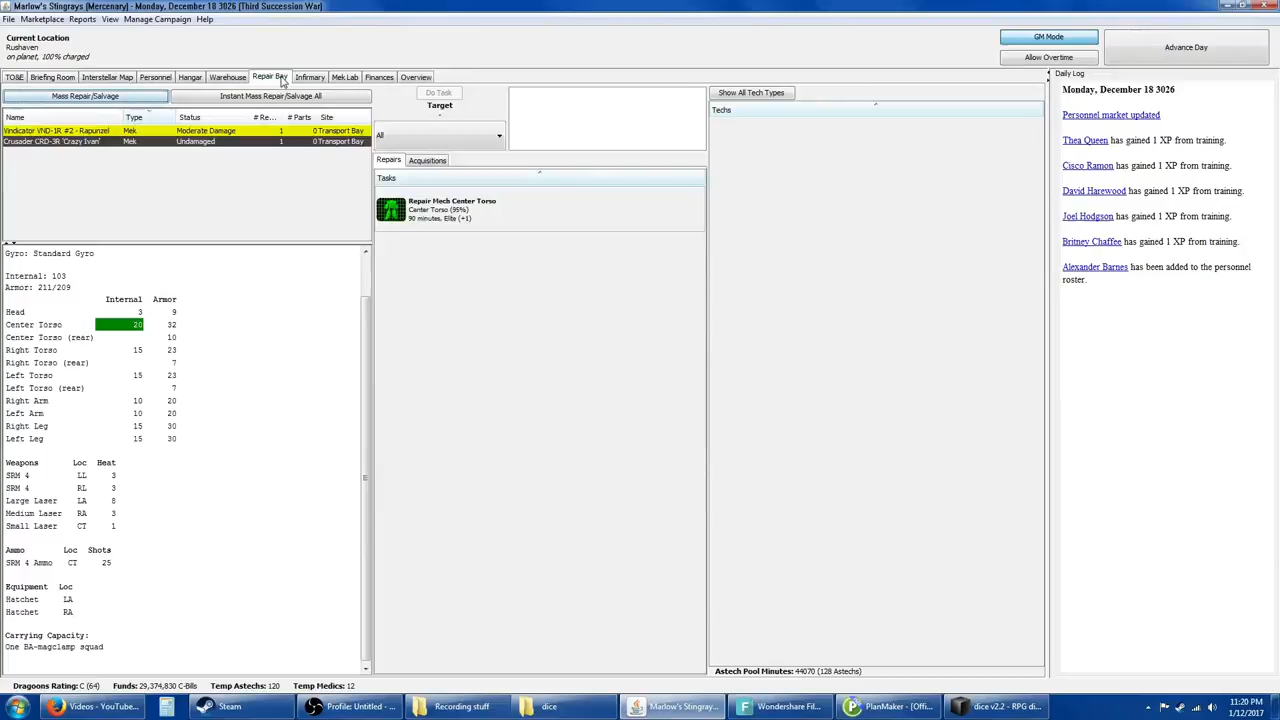 Marlow's Stingrays (Mercenary) - Monday, December 18 3026 (Third Succession War)
File Marketplace Reports View Manage Campaign Help
Current Location
Rushaven
on planet, 100% charged
GM Mode
Allow Overtime
Advance Day
TO&E Briefing Room Interstellar Map Personnel Hangar Warehouse Repair Bay Infirmary Mek Lab Finances Overview
Mass Repair/Salvage Instant Mass Repair/Salvage All
Name Type Status # Re... # Parts Site
Vindicator VND-1R #2 - Rapunzel Mek Moderate Damage 1 0 Transport Bay
Crusader CRD-3R 'Crazy Ivan' Mek Undamaged 1 0 Transport Bay
Gyro: Standard Gyro
Internal: 103
Armor: 211/209
Internal Armor
Head 3 9
Center Torso 20 32
Center Torso (rear) 10
Right Torso 15 23
Right Torso (rear) 7
Left Torso 15 23
Left Torso (rear) 7
Right Arm 10 20
Left Arm 10 20
Right Leg 15 30
Left Leg 15 30
Weapons Loc Heat
SRM 4 LL 3
SRM 4 RL 3
Large Laser LA 8
Medium Laser RA 3
Small Laser CT 1
Ammo Loc Shots
SRM 4 Ammo CT 25
Equipment Loc
Hatchet LA
Hatchet RA
Carrying Capacity:
One BA-magclamp squad
Do Task
Target
All
Repairs Acquisitions
Tasks
Repair Mech Center Torso
Center Torso (95%)
90 minutes, Elite (+1)
Show All Tech Types
Techs
Astech Pool Minutes: 44070 (128 Astechs)
Daily Log
Monday, December 18 3026
Personnel market updated
Thea Queen has gained 1 XP from training.
Cisco Ramon has gained 1 XP from training.
David Harewood has gained 1 XP from training.
Joel Hodgson has gained 1 XP from training.
Britney Chaffee has gained 1 XP from training.
Alexander Barnes has been added to the personnel
roster.
Dragoons Rating: C (64) Funds: 29,374,830 C-Bills Temp Astechs: 120 Temp Medics: 12
Videos - YouTube... Steam Profile: Untitled - ... Recording stuff dice Marlow's Stingray... Wondershare Fil... PlanMaker - [Offi... dice v2.2 - RPG di...
11:20 PM
1/12/2017